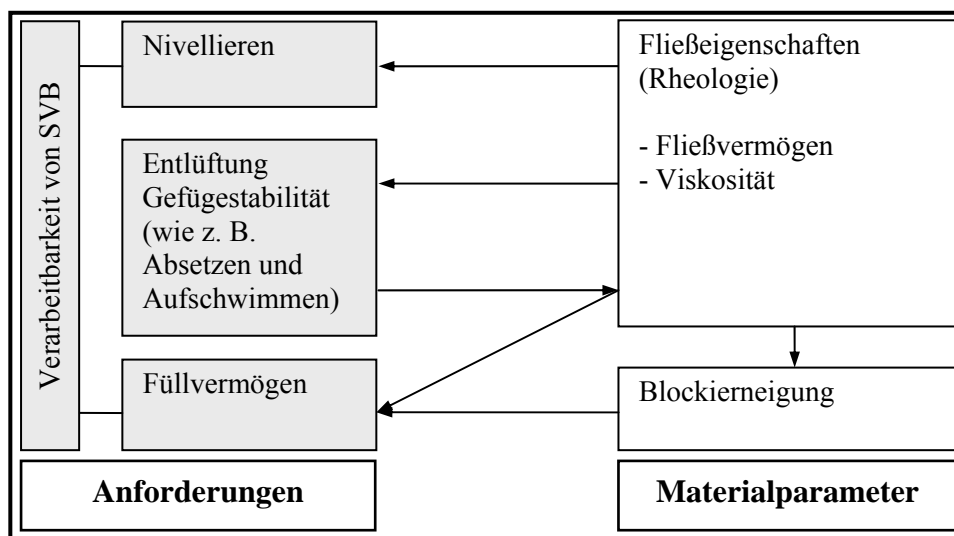 Verarbeitbarkeit von SVB
Nivellieren
Entlüftung
Gefügestabilität
(wie z. B.
Absetzen und
Aufschwimmen)
Füllvermögen
Anforderungen
Fließeigenschaften
(Rheologie)
- Fließvermögen
- Viskosität
Blockierneigung
Materialparameter